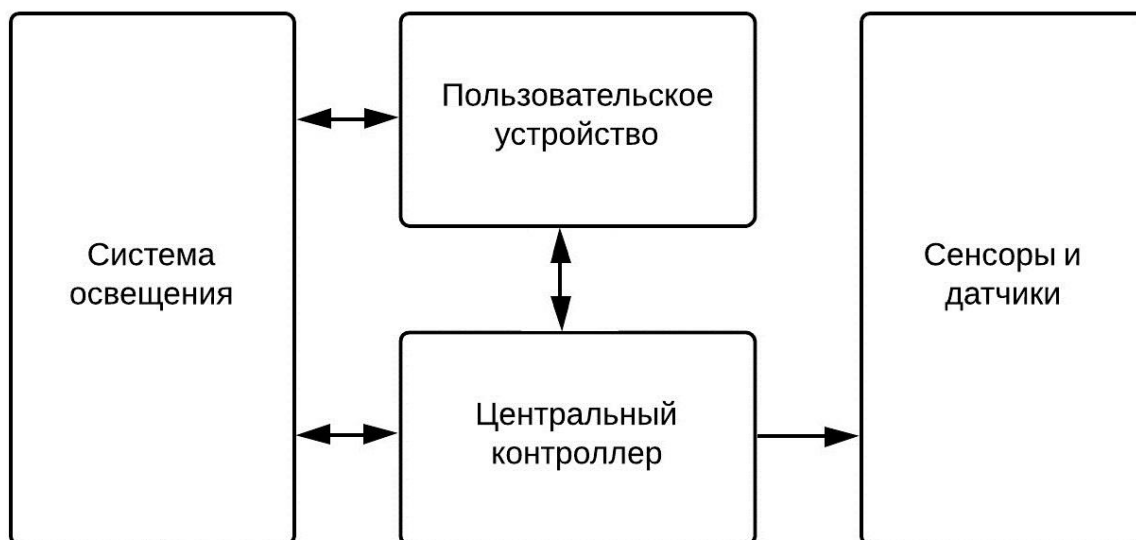 Пользовательское
устройство
Система
освещения
Сенсоры и
датчики
Центральный
контроллер